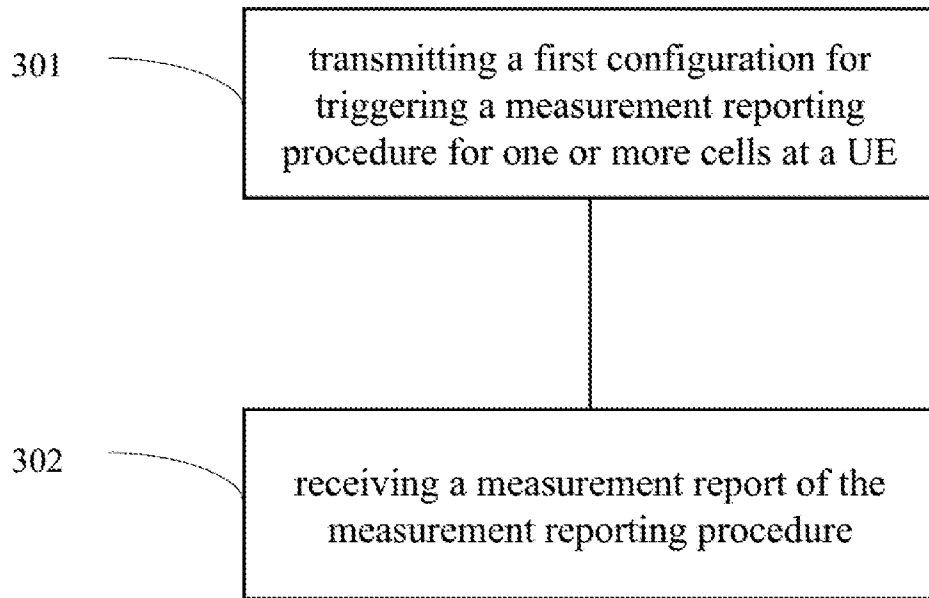 301
transmitting a first configuration for
triggering a measurement reporting
procedure for one or more cells at a UE
302
receiving a measurement report of the
measurement reporting procedure